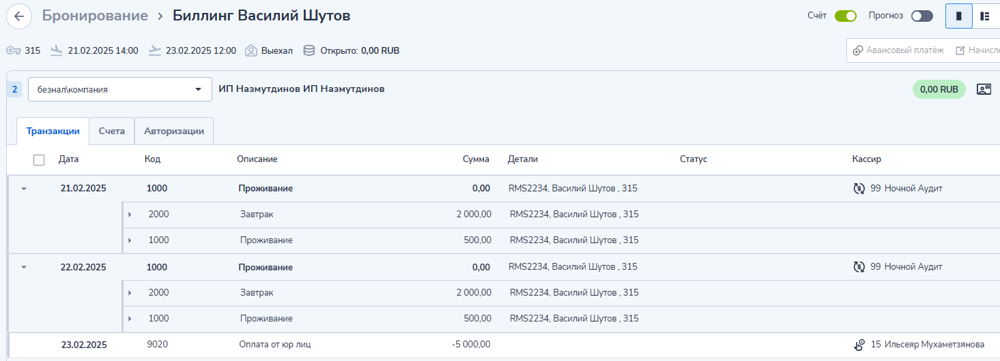 Бронирование > Биллинг Василий Шутов Счёт Прогноз
315 21.02.2025 14:00 23.02.2025 12:00 Выехал Открыто: 0,00 RUB Авансовый платёж Начисле
2 безнал\компания ИП Назмутдинов ИП Назмутдинов 0,00 RUB
Транзакции Счета Авторизации
Дата Код Описание Сумма Детали Статус Кассир
21.02.2025 1000 Проживание 0,00 RMS2234, Василий Шутов , 315 99 Ночной Аудит
2000 Завтрак 2 000,00 RMS2234, Василий Шутов , 315
1000 Проживание 500,00 RMS2234, Василий Шутов , 315
22.02.2025 1000 Проживание 0,00 RMS2234, Василий Шутов , 315 99 Ночной Аудит
2000 Завтрак 2 000,00 RMS2234, Василий Шутов , 315
1000 Проживание 500,00 RMS2234, Василий Шутов , 315
23.02.2025 9020 Оплата от юр лиц -5 000,00 15 Ильсеяр Мухаметзянова